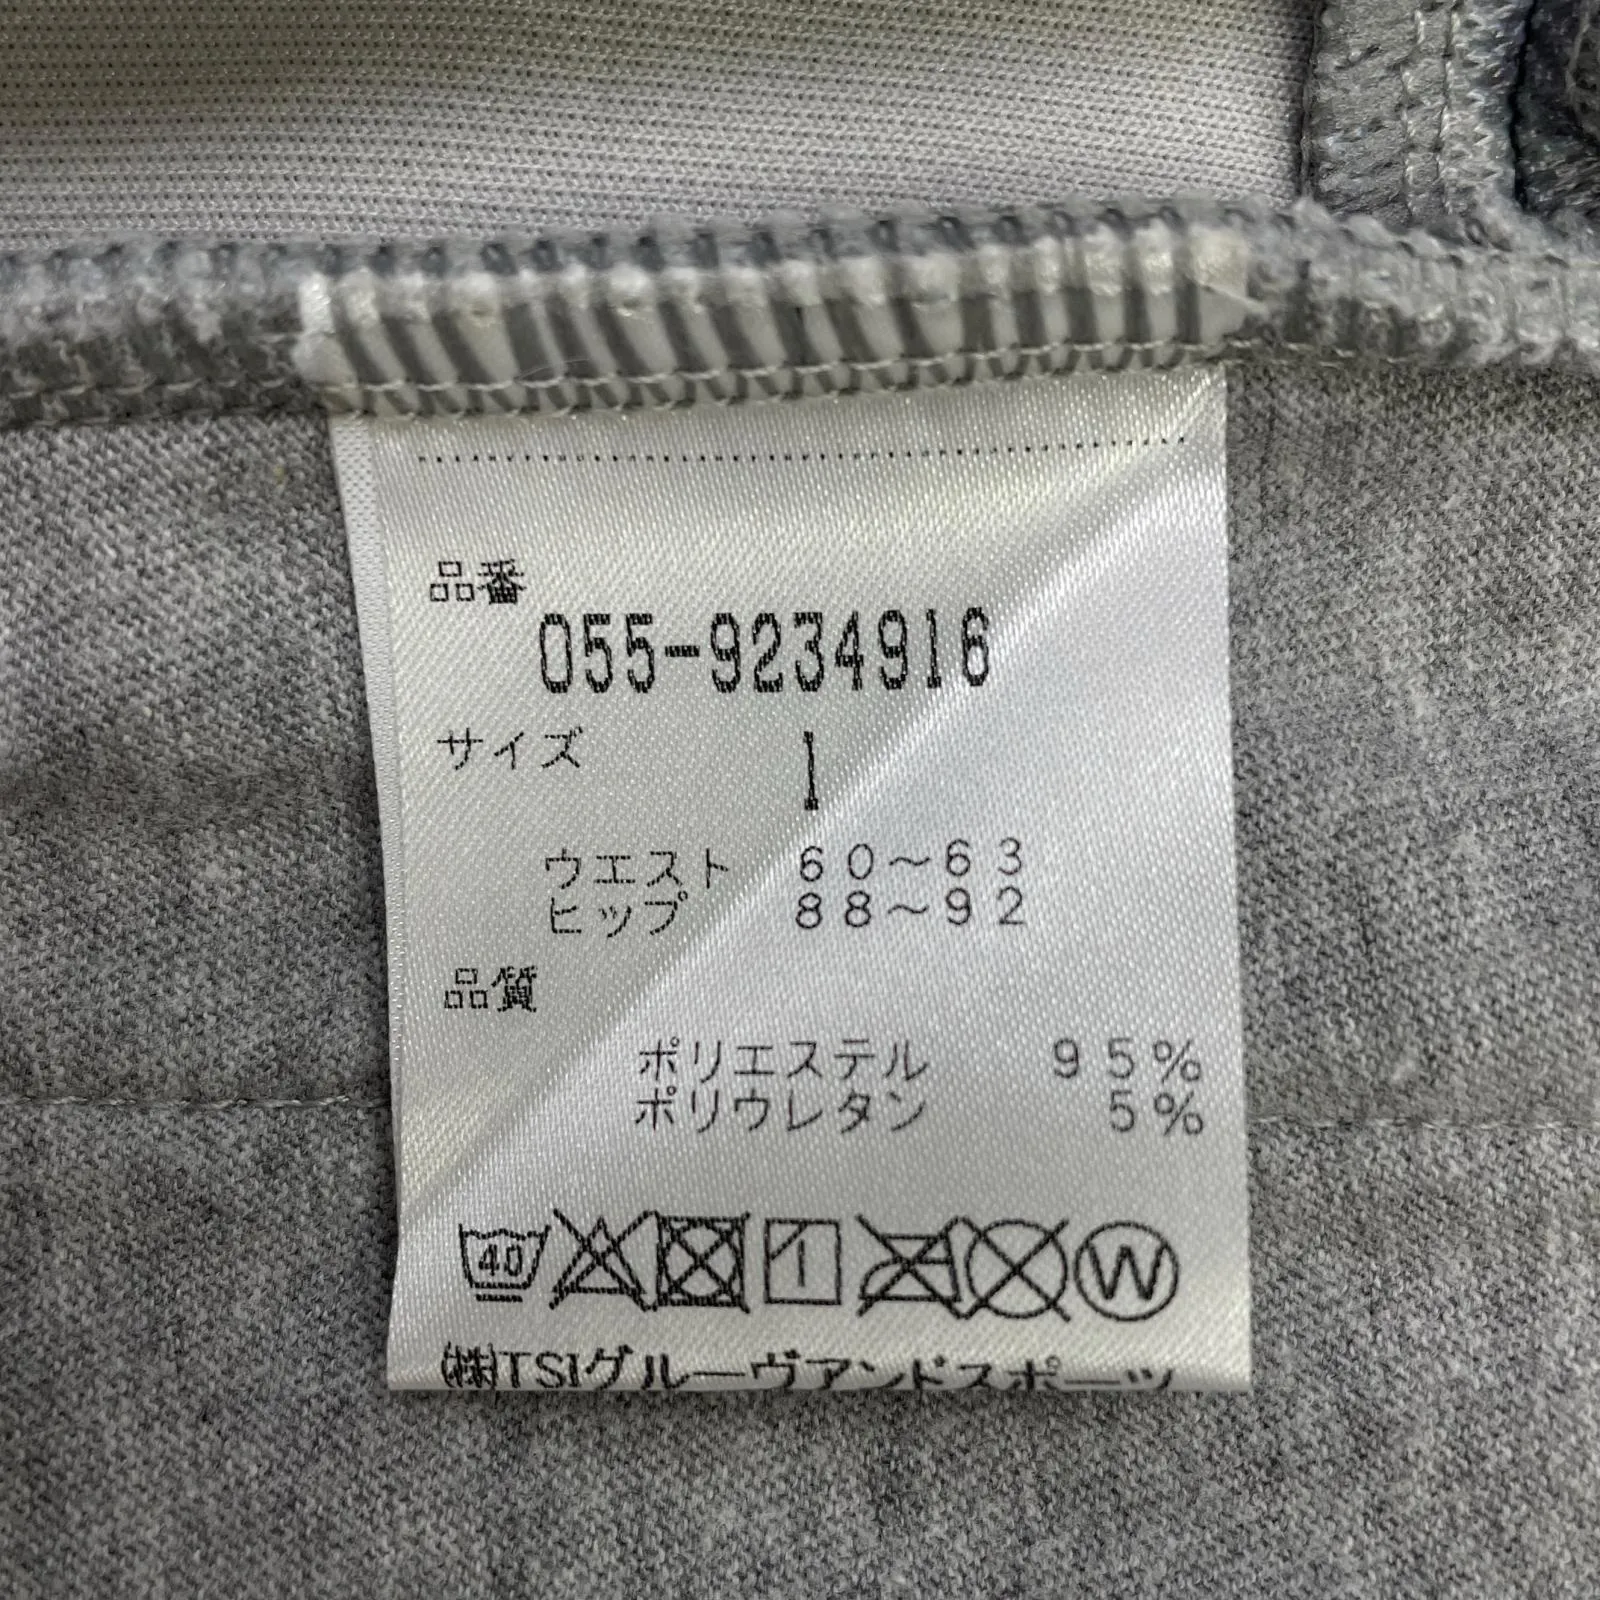 品番
055-9234916
サイズ 1
ウエスト 60～63
ヒップ 88～92
品質
ポリエステル 95%
ポリウレタン 5%
40 W
㈱TSIグルーヴアンドスポーツ